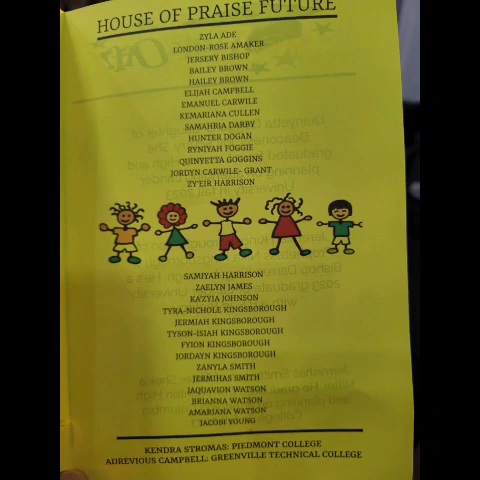 HOUSE OF PRAISE FUTURE
ZYLA ADE
LONDON-ROSE AMAKER
JERSERY BISHOP
BAILEY BROWN
HAILEY BROWN
ELIJAH CAMPBELL
EMANUEL CARWILE
KEMARIANA CULLEN
SAMAHRIA DARBY
HUNTER DOGAN
RYNIYAH FOGGIE
QUINYETTA GOGGINS
JORDYN CARWILE- GRANT
ZY'EIR HARRISON
SAMIYAH HARRISON
ZAELYN JAMES
KA'ZYIA JOHNSON
TYRA-NICHOLE KINGSBOROUGH
JERMIAH KINGSBOROUGH
TYSON-ISIAH KINGSBOROUGH
FYION KINGSBOROUGH
JORDAYN KINGSBOROUGH
ZANYLA SMITH
JERMIHAS SMITH
JAQUAVION WATSON
BRIANNA WATSON
AMARIANA WATSON
JACOBI YOUNG
KENDRA STROMAS: PIEDMONT COLLEGE
ADREVIOUS CAMPBELL: GREENVILLE TECHNICAL COLLEGE